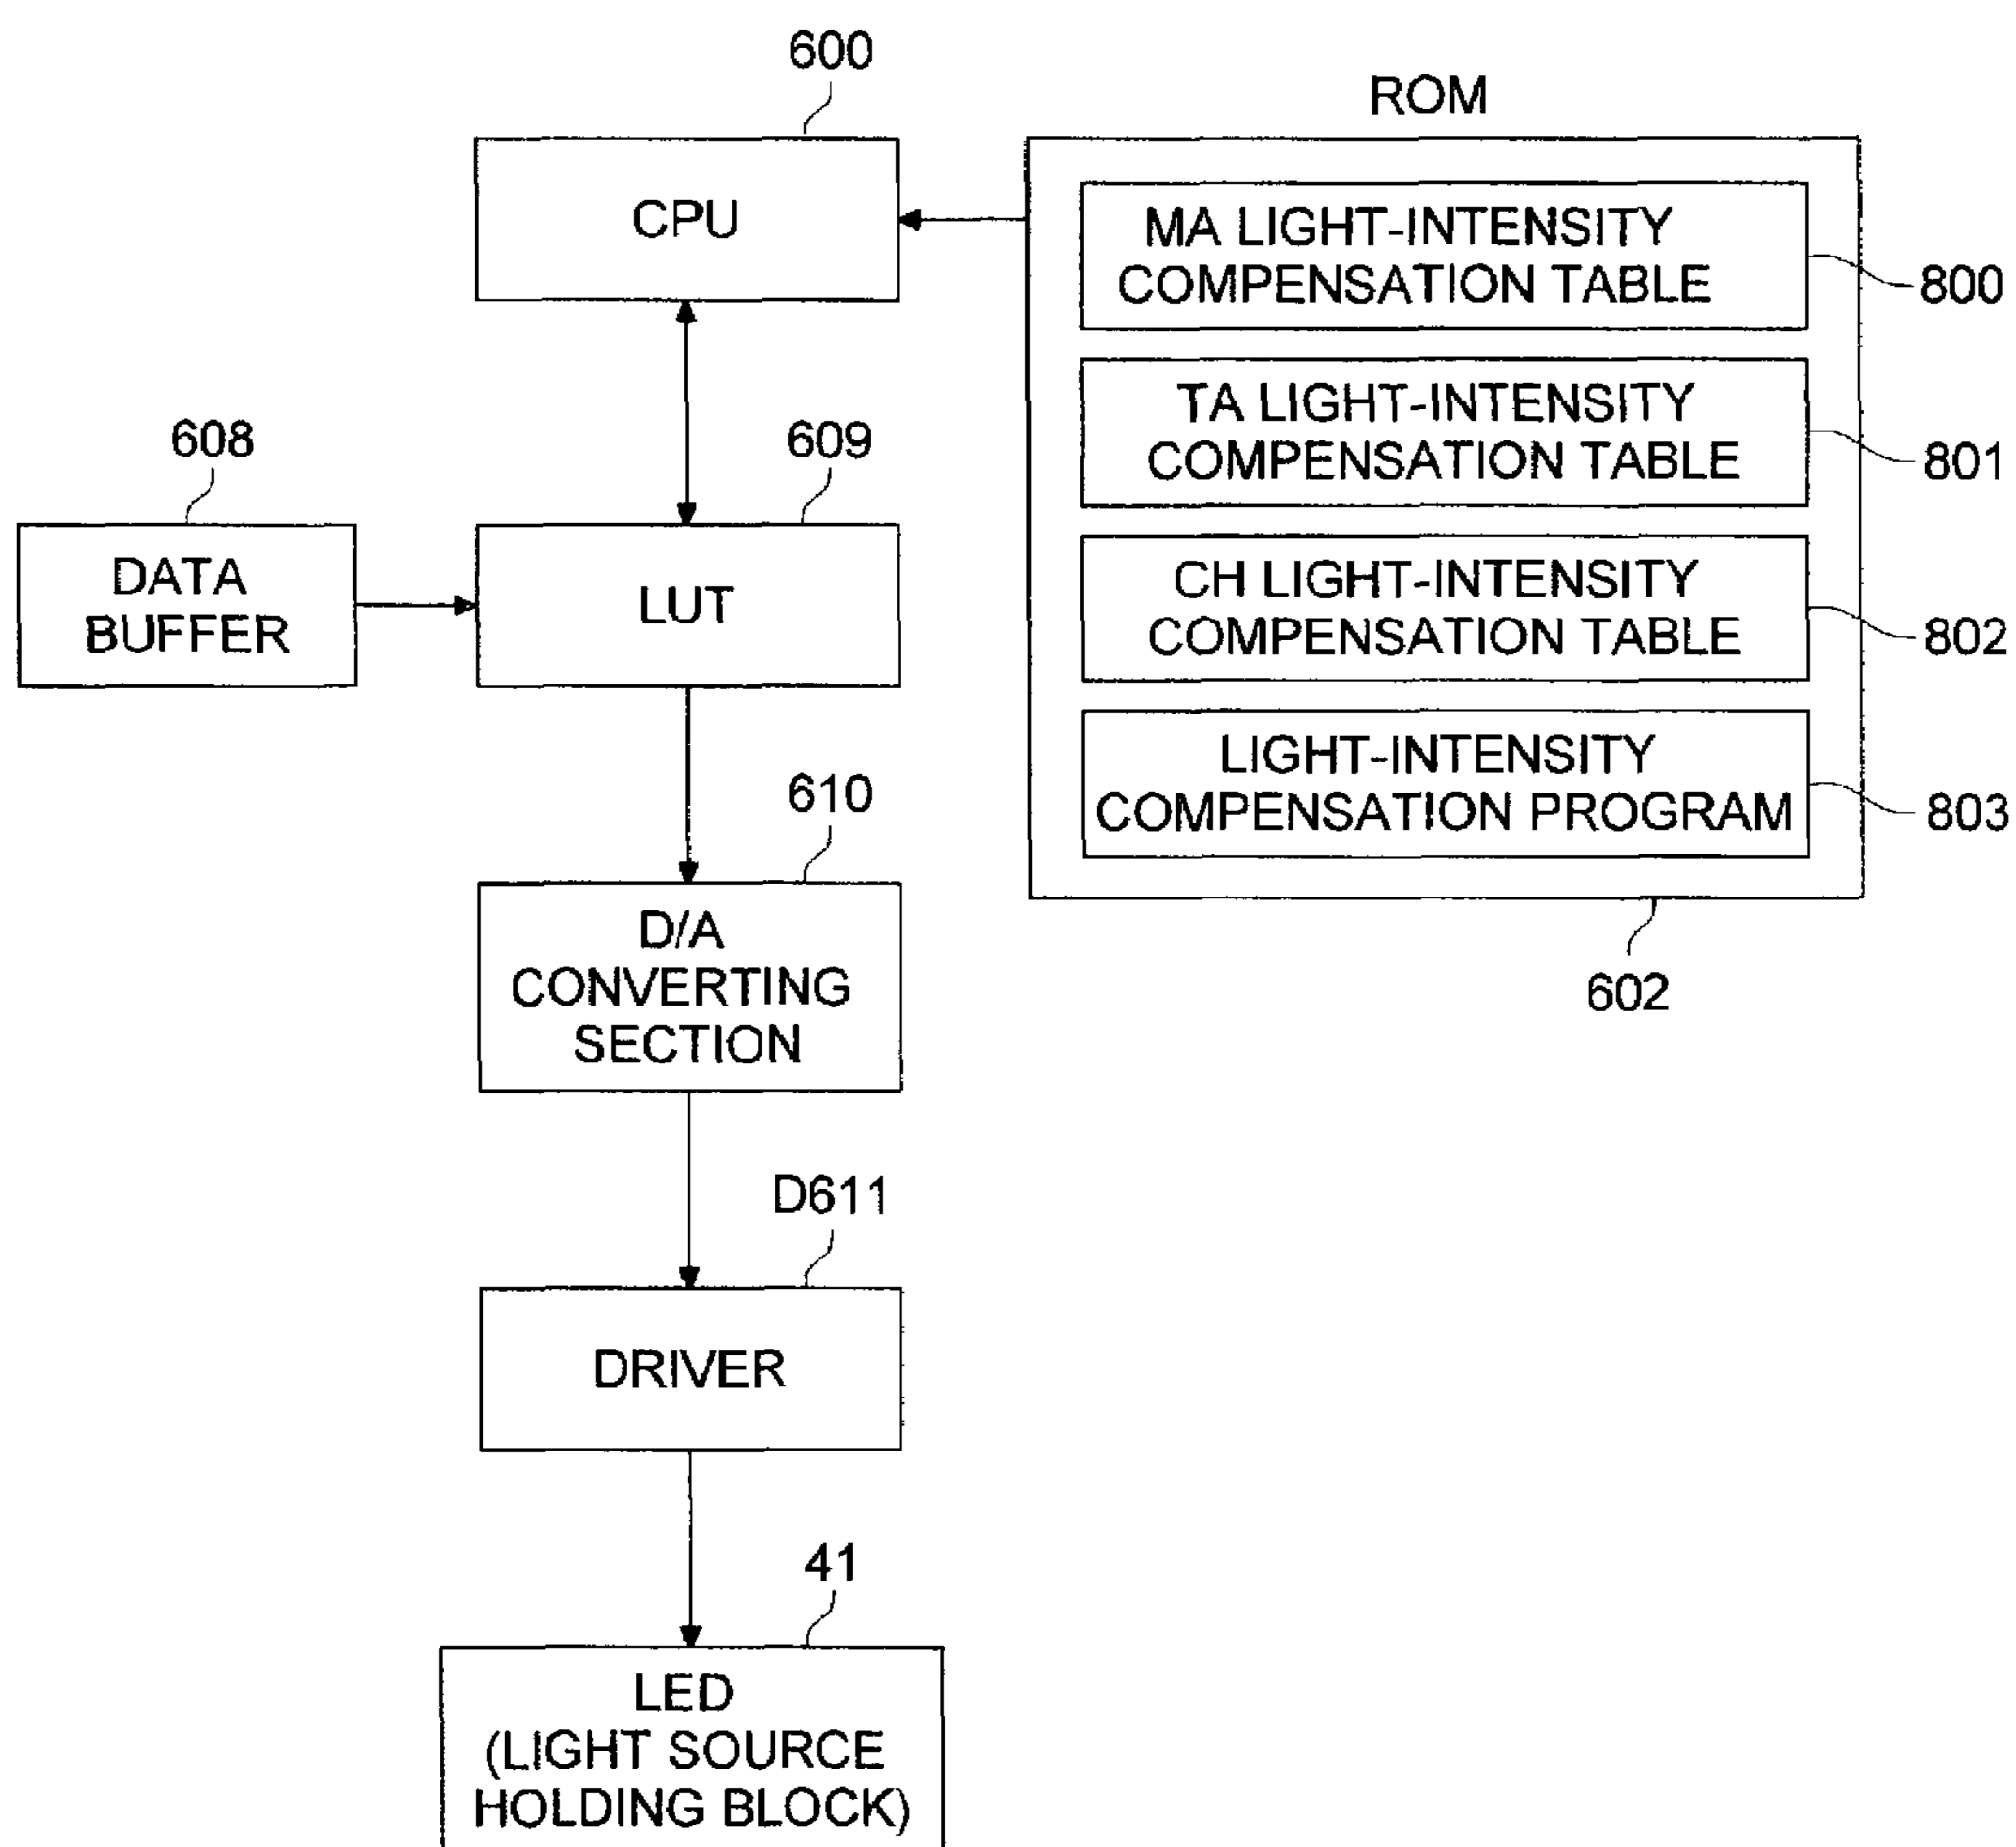 600
CPU
ROM
MA LIGHT-INTENSITY
COMPENSATION TABLE
800
TA LIGHT-INTENSITY
COMPENSATION TABLE
801
CH LIGHT-INTENSITY
COMPENSATION TABLE
802
LIGHT-INTENSITY
COMPENSATION PROGRAM
803
602
608
DATA
BUFFER
609
LUT
610
D/A
CONVERTING
SECTION
D611
DRIVER
41
LED
(LIGHT SOURCE
HOLDING BLOCK)